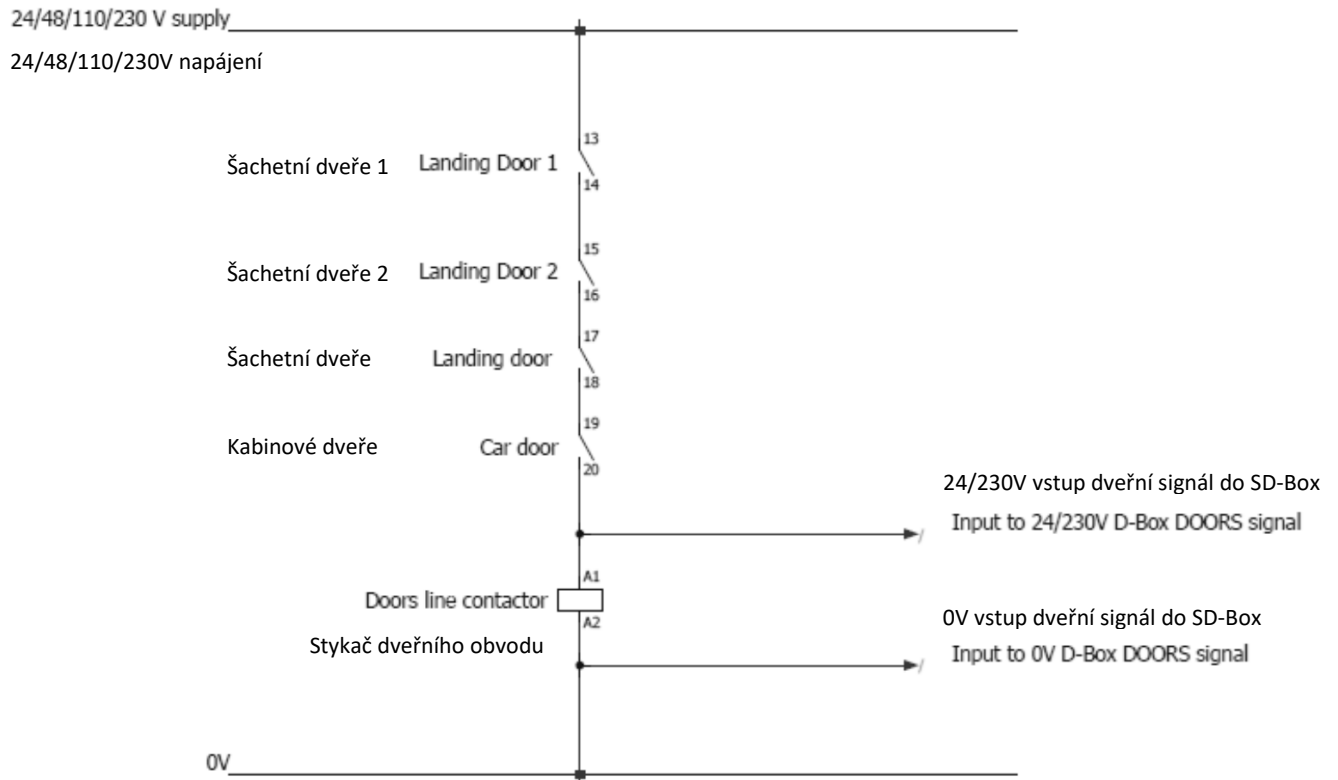 24/48/110/230 V supply
24/48/110/230V napájení
13
Šachetní dveře 1 Landing Door 1
14
15
Šachetní dveře 2 Landing Door 2
16
17
Šachetní dveře Landing door
18
19
Kabinové dveře Car door
20
24/230V vstup dveřní signál do SD-Box
Input to 24/230V D-Box DOORS signal
A1
Doors line contactor
A2
0V vstup dveřní signál do SD-Box
Stykač dveřního obvodu
Input to 0V D-Box DOORS signal
0V